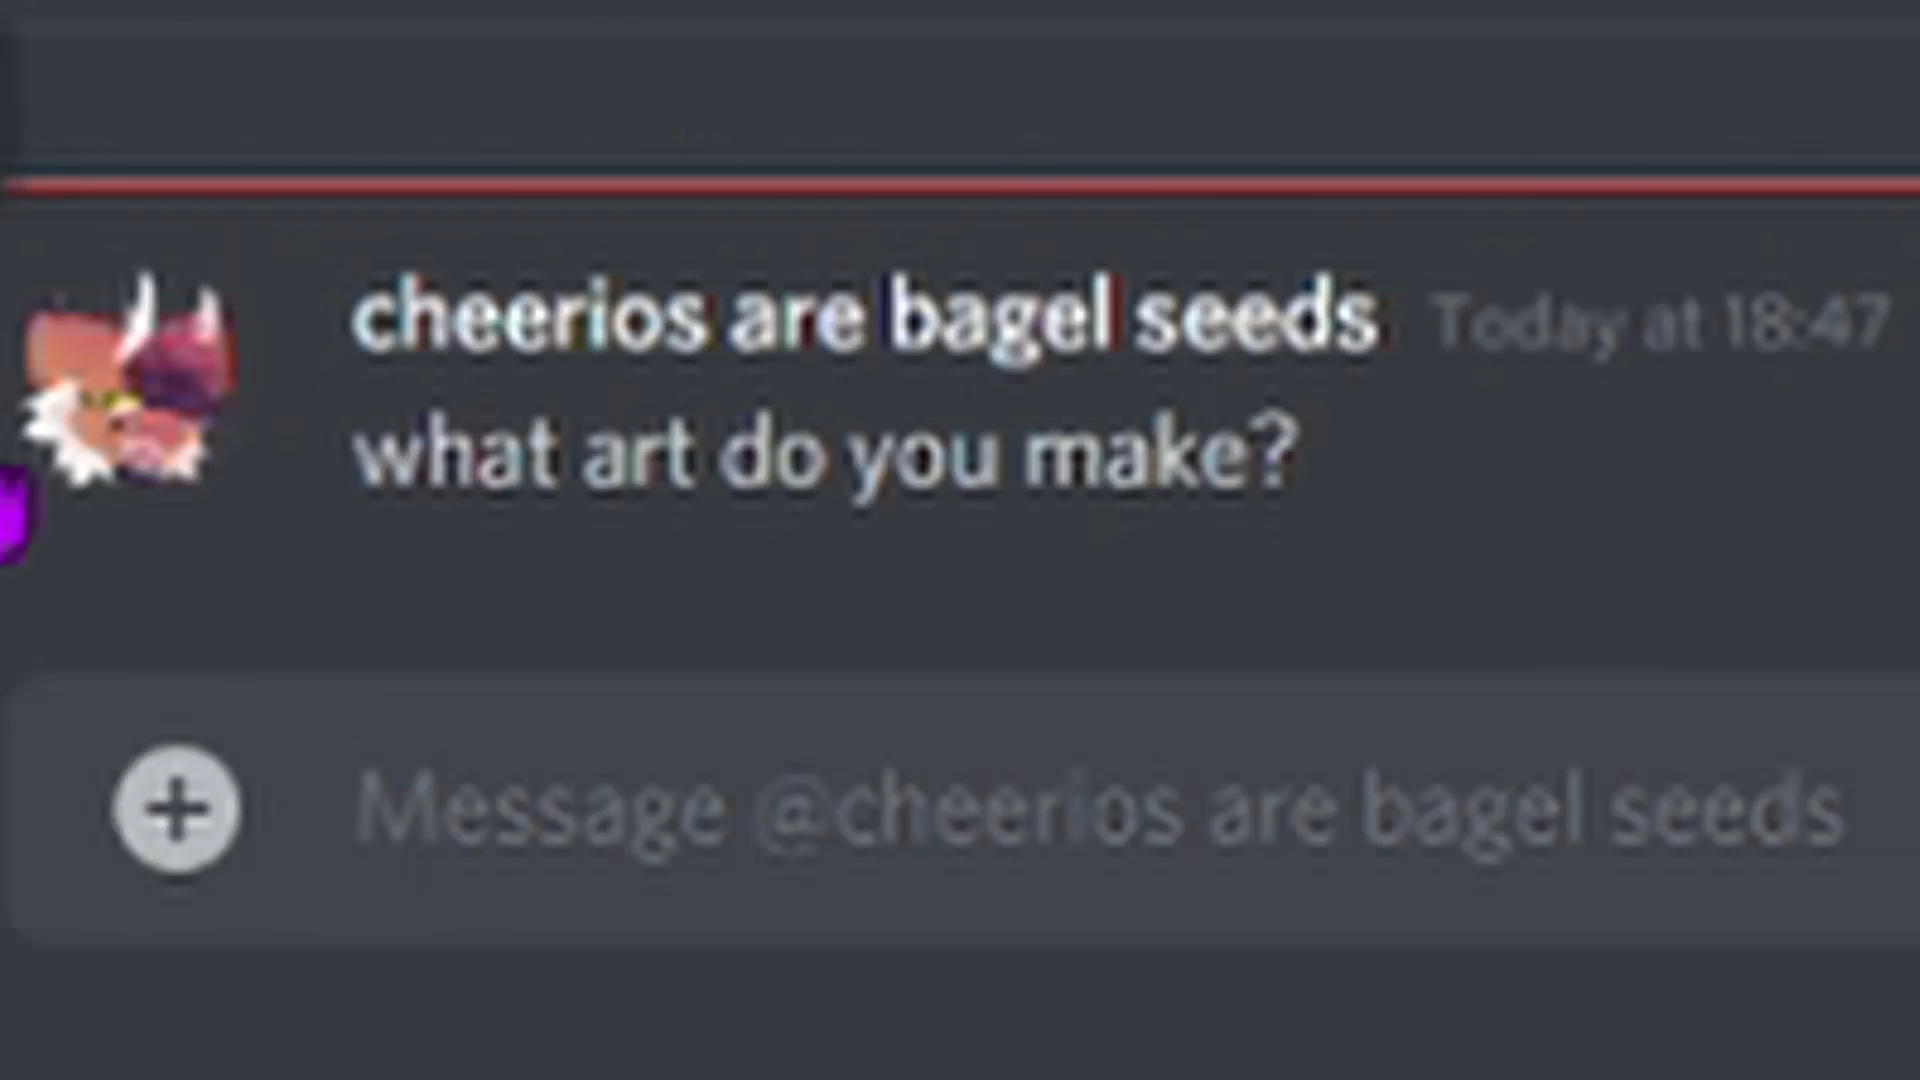 cheerios are bagel seeds Today at 18:47
what art do you make?
Message @cheerios are bagel seeds